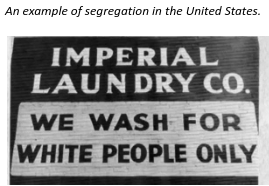 An example of segregation in the United States.
IMPERIAL
LAUNDRY CO.
WE WASH FOR
WHITE PEOPLE ONLY